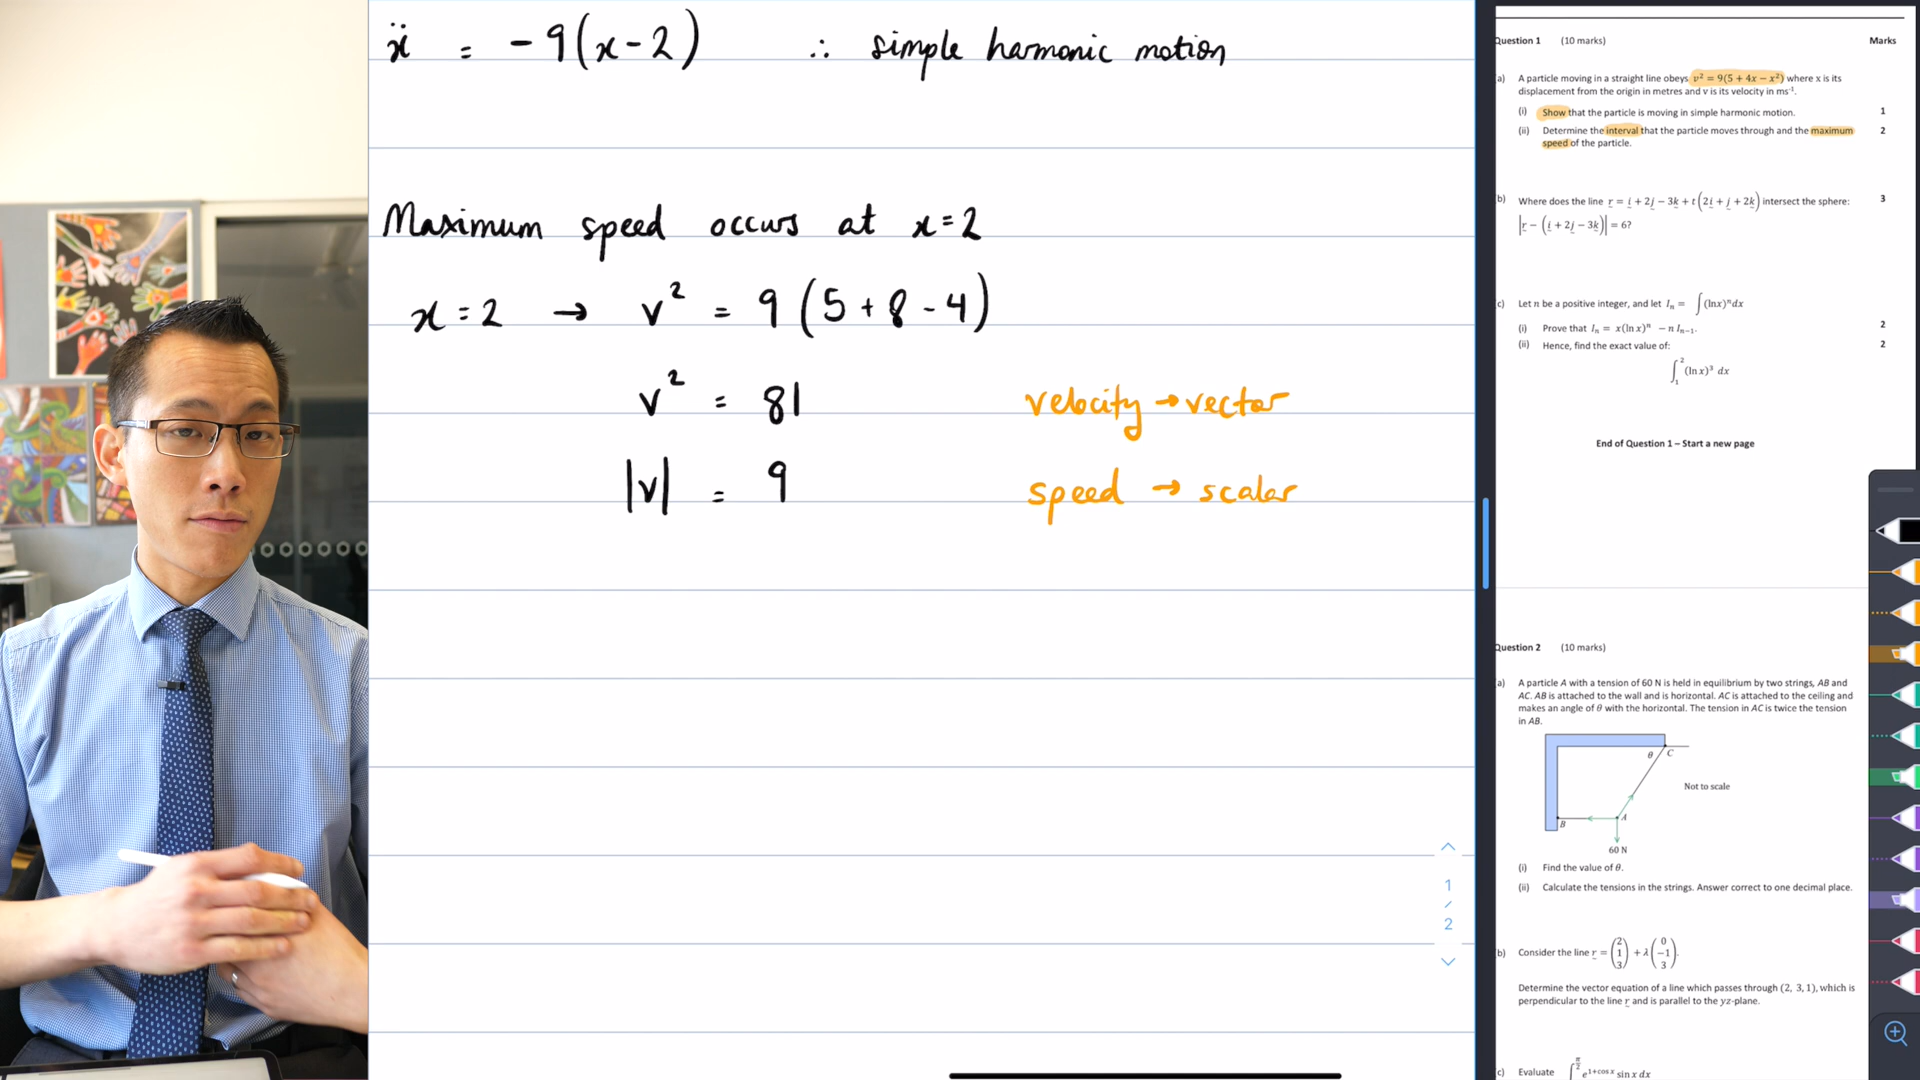 ẍ = -9(x-2) ∴ simple harmonic motion
Maximum speed occurs at x=2
x=2 → v² = 9(5+8-4)
v² = 81
|v| = 9
velocity → vector
speed → scalar
1
/
2
Question 1 (10 marks) Marks
a) A particle moving in a straight line obeys v² = 9(5 + 4x − x²) where x is its
displacement from the origin in metres and v is its velocity in ms⁻¹.
(i) Show that the particle is moving in simple harmonic motion. 1
(ii) Determine the interval that the particle moves through and the maximum 2
speed of the particle.
b) Where does the line r = i + 2j − 3k + t(2i + j + 2k) intersect the sphere: 3
|r − (i + 2j − 3k)| = 6?
c) Let n be a positive integer, and let Iₙ = ∫(lnx)ⁿdx
(i) Prove that Iₙ = x(ln x)ⁿ − n Iₙ₋₁. 2
(ii) Hence, find the exact value of: 2
∫₁² (ln x)³ dx
End of Question 1 – Start a new page
Question 2 (10 marks)
a) A particle A with a tension of 60 N is held in equilibrium by two strings, AB and
AC. AB is attached to the wall and is horizontal. AC is attached to the ceiling and
makes an angle of θ with the horizontal. The tension in AC is twice the tension
in AB.
θ C
Not to scale
B A
60 N
(i) Find the value of θ.
(ii) Calculate the tensions in the strings. Answer correct to one decimal place.
b) Consider the line r = (2 1 3) + λ(0 −1 3).
Determine the vector equation of a line which passes through (2, 3, 1), which is
perpendicular to the line r and is parallel to the yz-plane.
c) Evaluate ∫ e¹⁺ᶜᵒˢˣ sin x dx